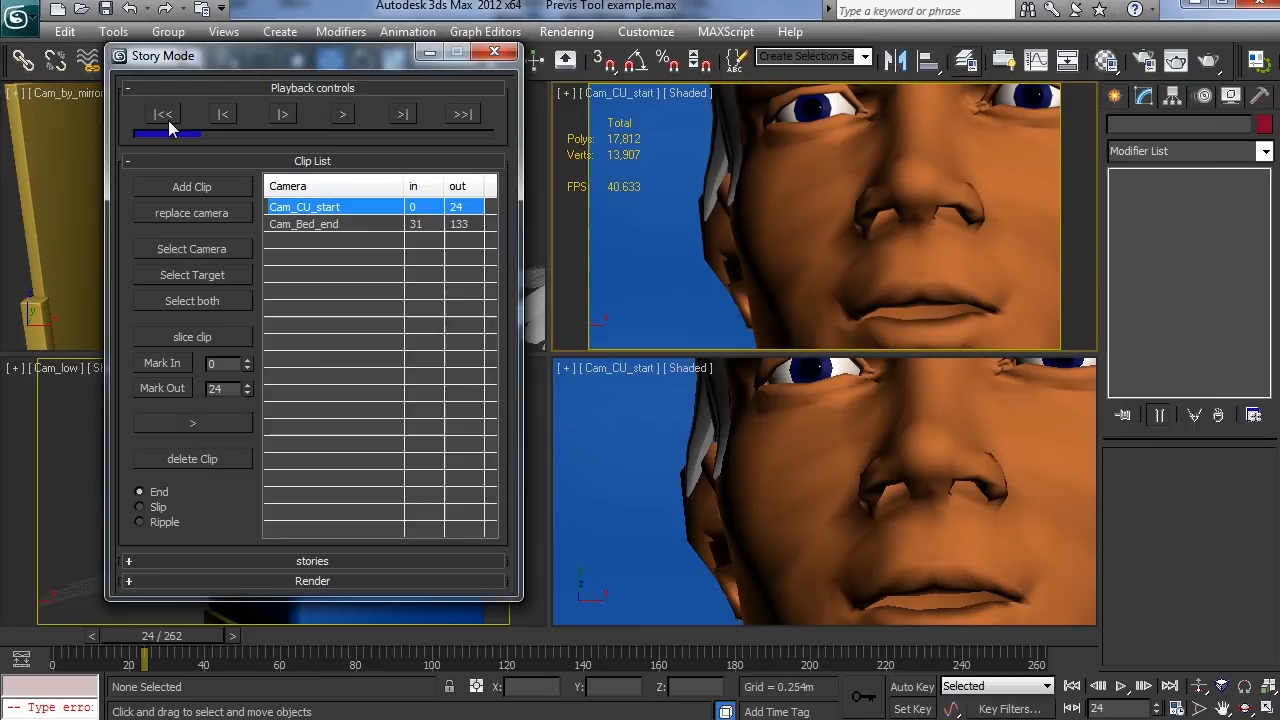 Autodesk 3ds Max 2012 x64 Previs Tool example.max
Type a keyword or phrase
Edit Tools Group Views Create Modifiers Animation Graph Editors Rendering Customize MAXScript Help
Create Selection Se
Story Mode
Playback controls
|<< |< |> > >| >>|
Clip List
Camera in out
Cam_CU_start 0 24
Cam_Bed_end 31 133
Add Clip
replace camera
Select Camera
Select Target
Select both
slice clip
Mark In 0
Mark Out 24
>
delete Clip
End
Slip
Ripple
stories
Render
[ + ] [ Cam_by_mirror
[ + ] [ Cam_CU_start ] [ Shaded ]
Total
Polys: 17,812
Verts: 13,907
FPS: 40.633
[ + ] [ Cam_low ] [ S
[ + ] [ Cam_CU_start ] [ Shaded ]
Modifier List
< 24 / 262 >
0 20 40 60 80 100 120 140 160 180 200 220 240 260
None Selected X: Y: Z: Grid = 0.254m Auto Key Selected
-- Type erro: Click and drag to select and move objects Add Time Tag Set Key Key Filters... 24